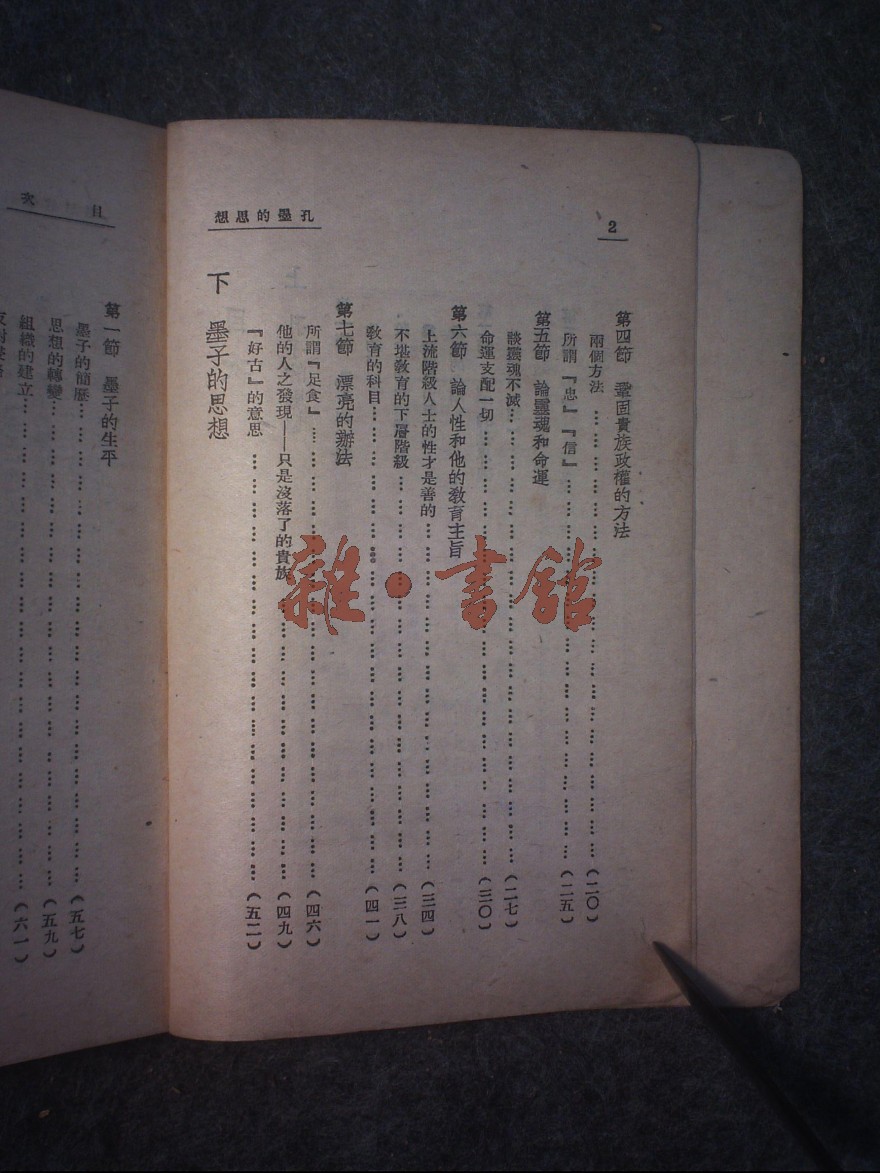 2
孔墨的思想
第四節 鞏固貴族政權的方法
兩個方法………………(二〇)
所謂『忠』『信』………………(二五)
第五節 論靈魂和命運
談靈魂不滅………………(二七)
命運支配一切………………(三〇)
第六節 論人性和他的教育主旨
上流階級人士的性才是善的………………(三四)
不堪教育的下層階級………………(三八)
教育的科目………………(四一)
第七節 漂亮的辦法
所謂『足食』………………(四六)
他的人之發現——只是沒落了的貴族………………(四九)
『好古』的意思………………(五二)
下 墨子的思想
目次
第一節 墨子的生平
墨子的簡歷………………(五七)
思想的轉變………………(五九)
組織的建立………………(六一)
雜·書館